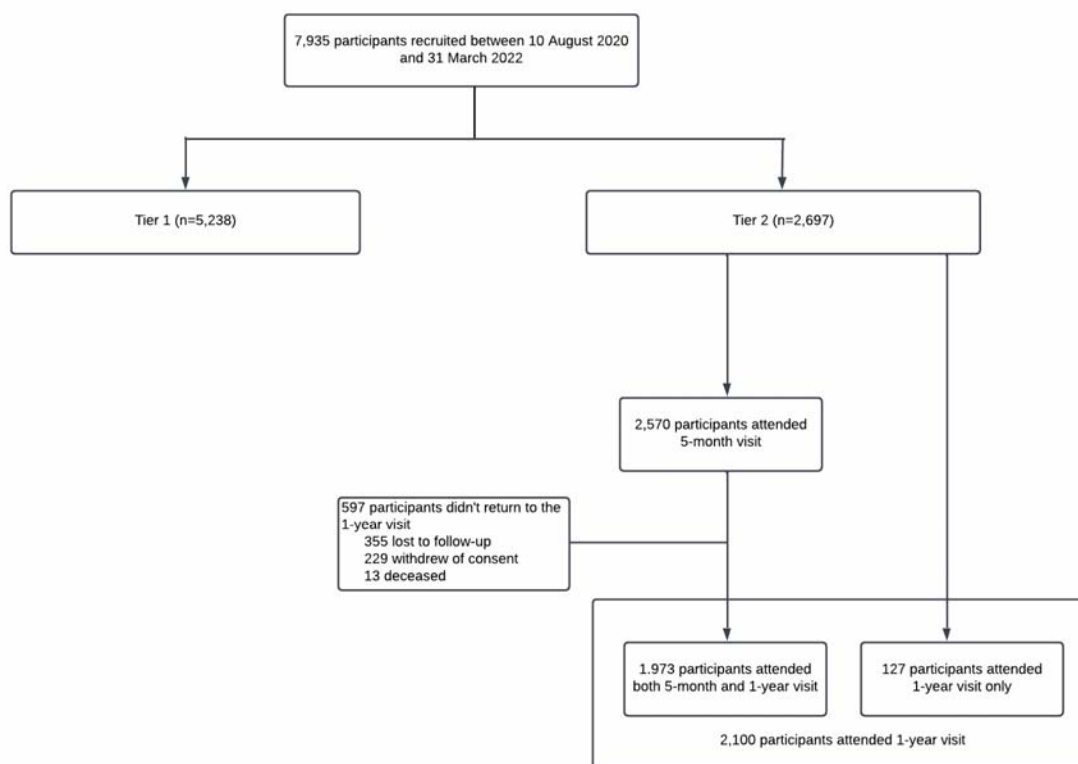 7,935 participants recruited between 10 August 2020
and 31 March 2022
Tier 1 (n=5,238)
Tier 2 (n=2,697)
2,570 participants attended
5-month visit
597 participants didn't return to the
1-year visit
355 lost to follow-up
229 withdrew of consent
13 deceased
1.973 participants attended
both 5-month and 1-year visit
127 participants attended
1-year visit only
2,100 participants attended 1-year visit